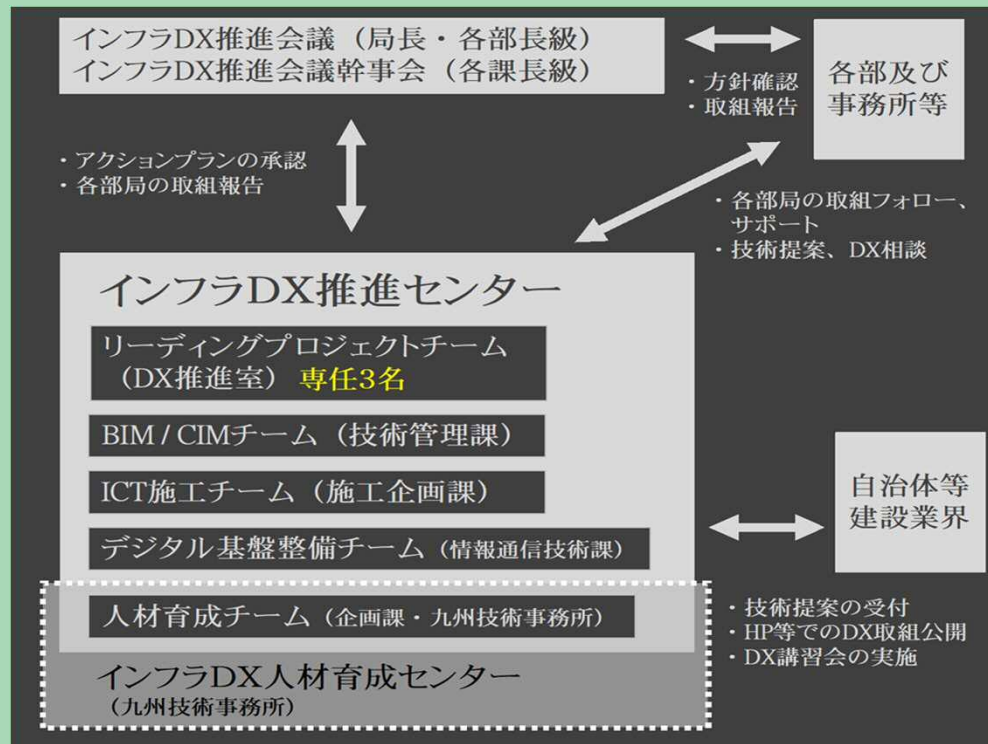 インフラDX推進会議（局長・各部長級）
インフラDX推進会議幹事会（各課長級）
各部及び
事務所等
・方針確認
・取組報告
・アクションプランの承認
・各部局の取組報告
・各部局の取組フォロー、
サポート
・技術提案、DX相談
インフラDX推進センター
リーディングプロジェクトチーム
（DX推進室）専任3名
BIM / CIMチーム（技術管理課）
ICT施工チーム（施工企画課）
デジタル基盤整備チーム（情報通信技術課）
人材育成チーム（企画課・九州技術事務所）
インフラDX人材育成センター
（九州技術事務所）
自治体等
建設業界
・技術提案の受付
・HP等でのDX取組公開
・DX講習会の実施